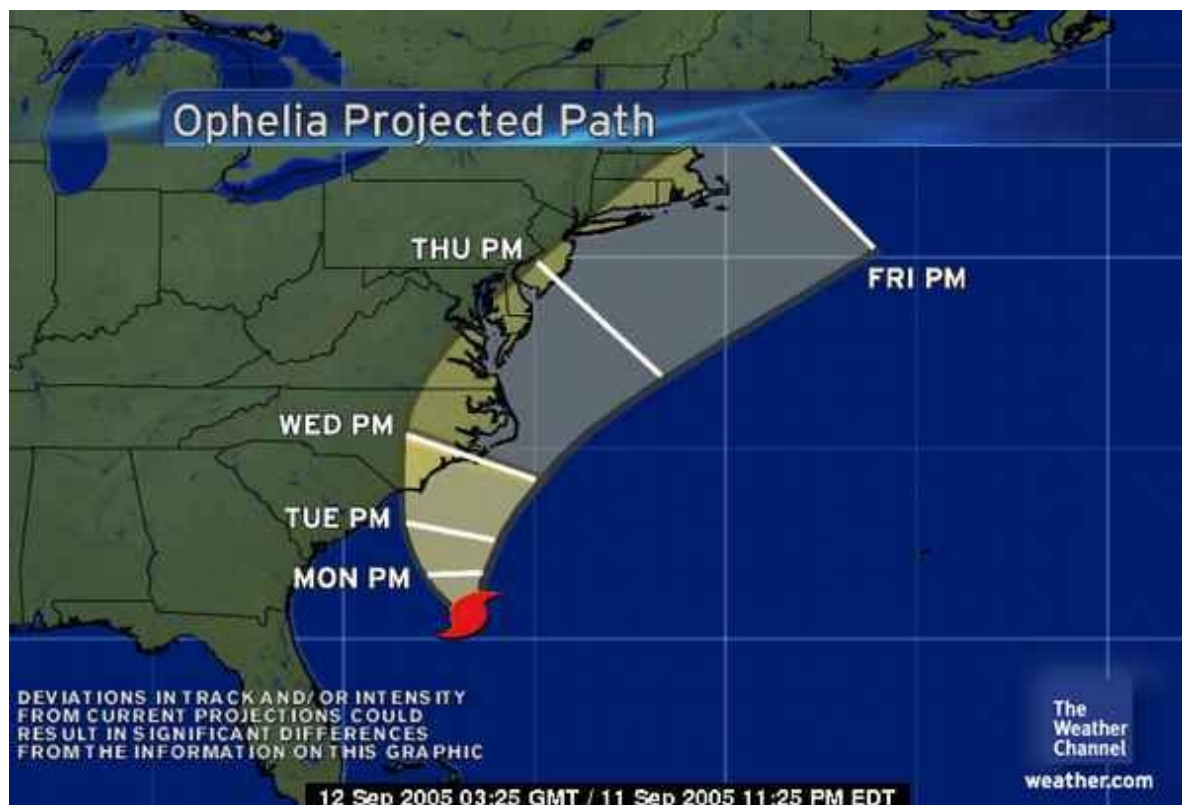 Ophelia Projected Path
THU PM
FRI PM
WED PM
TUE PM
MON PM
DEVIATIONS IN TRACK AND/OR INTENSITY
FROM CURRENT PROJECTIONS COULD
RESULT IN SIGNIFICANT DIFFERENCES
FROM THE INFORMATION ON THIS GRAPHIC
The
Weather
Channel
weather.com
12 Sep 2005 03:25 GMT / 11 Sep 2005 11:25 PM EDT